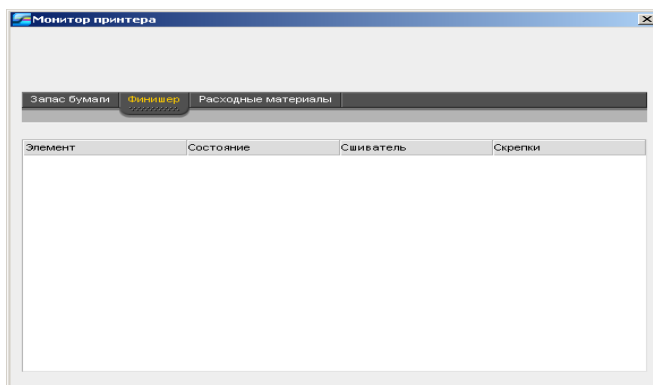 Монитор принтера
Запас бумаги Финишер Расходные материалы
Элемент Состояние Сшиватель Скрепки